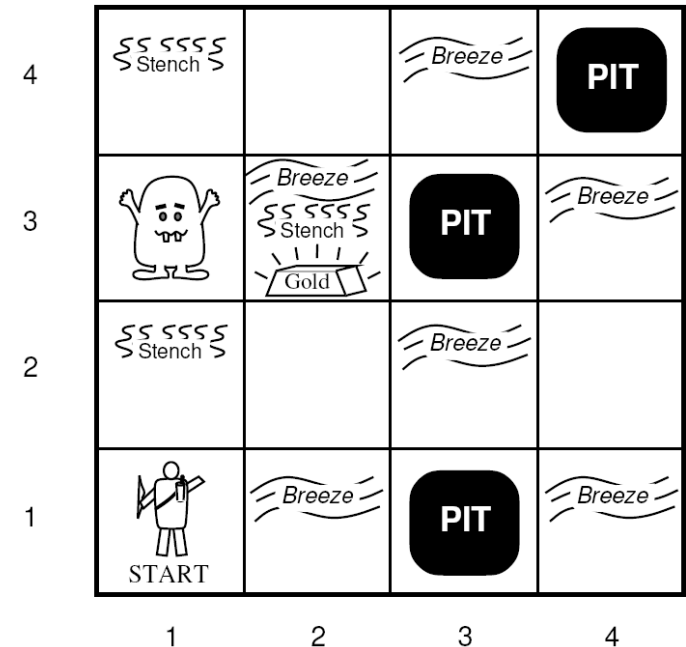 4
Stench
Breeze
PIT
3
Breeze
Stench
Gold
PIT
Breeze
2
Stench
Breeze
1
START
Breeze
PIT
Breeze
1 2 3 4